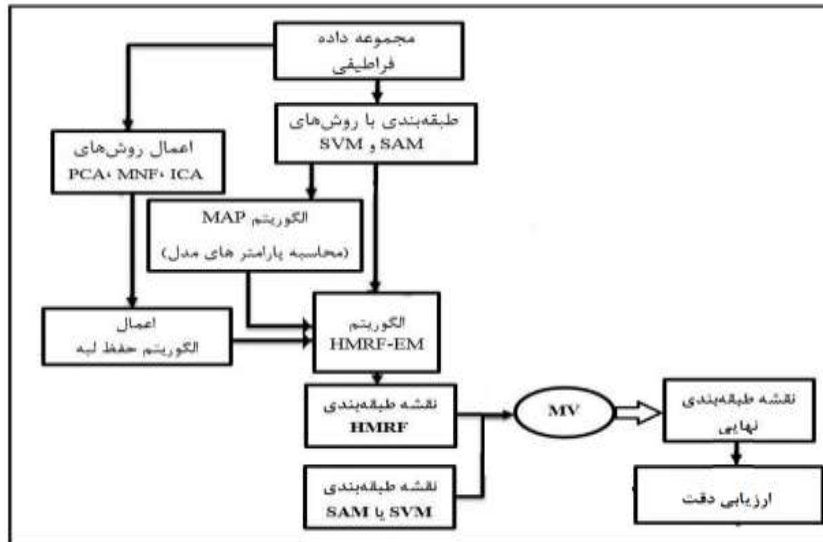 مجموعه داده
فراطیفی
طبقه‌بندی با روش‌های
SAM و SVM
اعمال روش‌های
PCA، MNF، ICA
الگوریتم MAP
(محاسبه پارامتر های مدل)
اعمال
الگوریتم حفظ لبه
الگوریتم
HMRF-EM
نقشه طبقه‌بندی
HMRF
MV
نقشه طبقه‌بندی
نهایی
نقشه طبقه‌بندی
SAM یا SVM
ارزیابی دقت